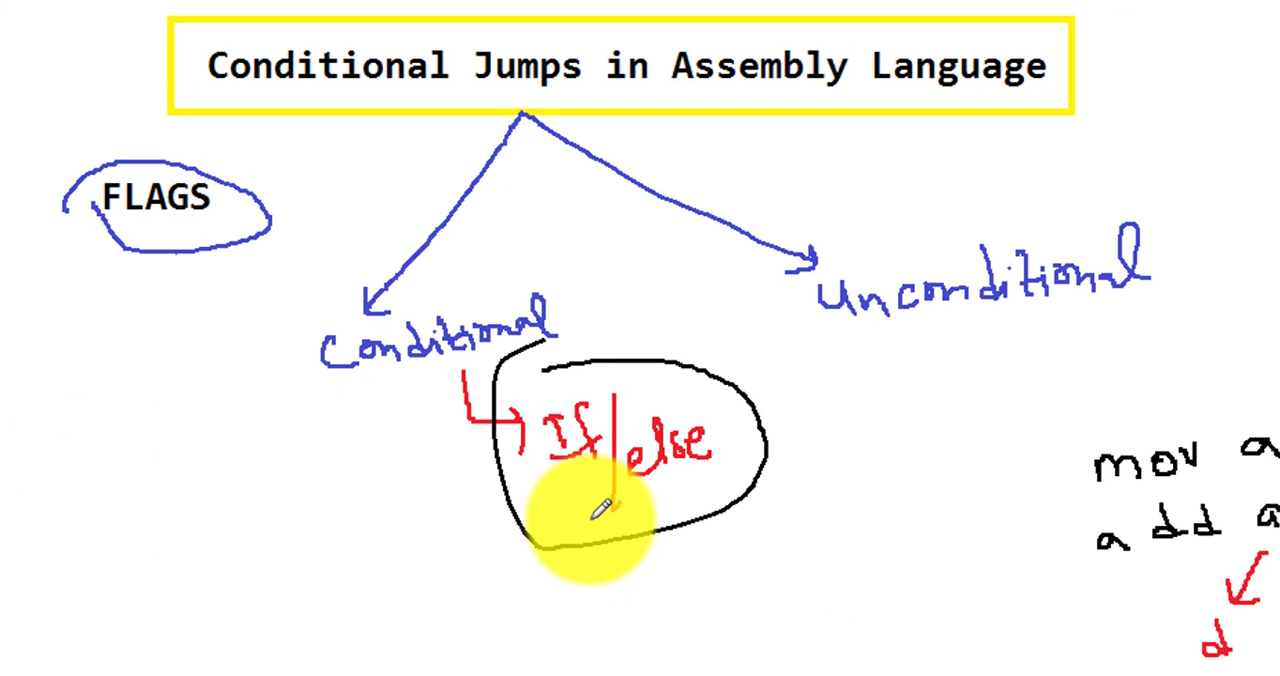 Conditional Jumps in Assembly Language
FLAGS
Unconditional
Conditional
If else
mov a
add a
d